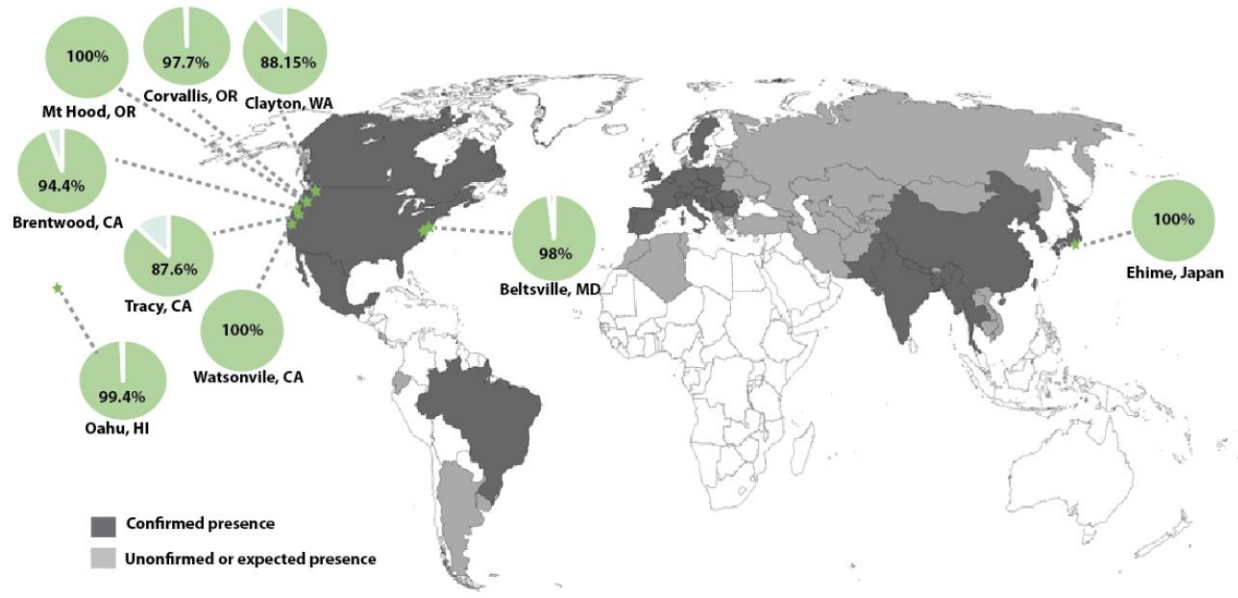 100%
Mt Hood, OR
97.7%
Corvallis, OR
88.15%
Clayton, WA
94.4%
Brentwood, CA
87.6%
Tracy, CA
100%
Watsonvile, CA
99.4%
Oahu, HI
98%
Beltsville, MD
100%
Ehime, Japan
Confirmed presence
Unonfirmed or expected presence